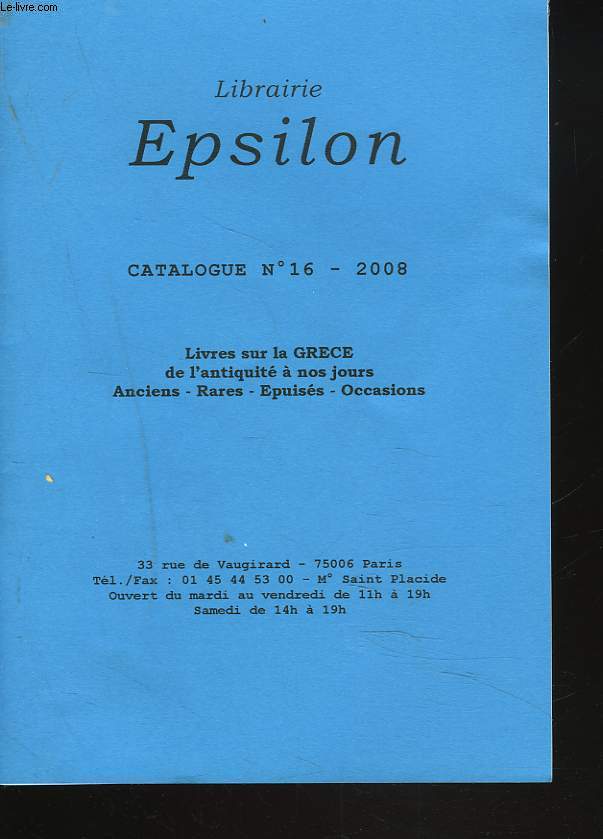 Le-livre.com
Librairie
Epsilon
CATALOGUE N°16 - 2008
Livres sur la GRECE
de l'antiquité à nos jours
Anciens - Rares - Epuisés - Occasions
33 rue de Vaugirard - 75006 Paris
Tél./Fax : 01 45 44 53 00 - M° Saint Placide
Ouvert du mardi au vendredi de 11h à 19h
Samedi de 14h à 19h